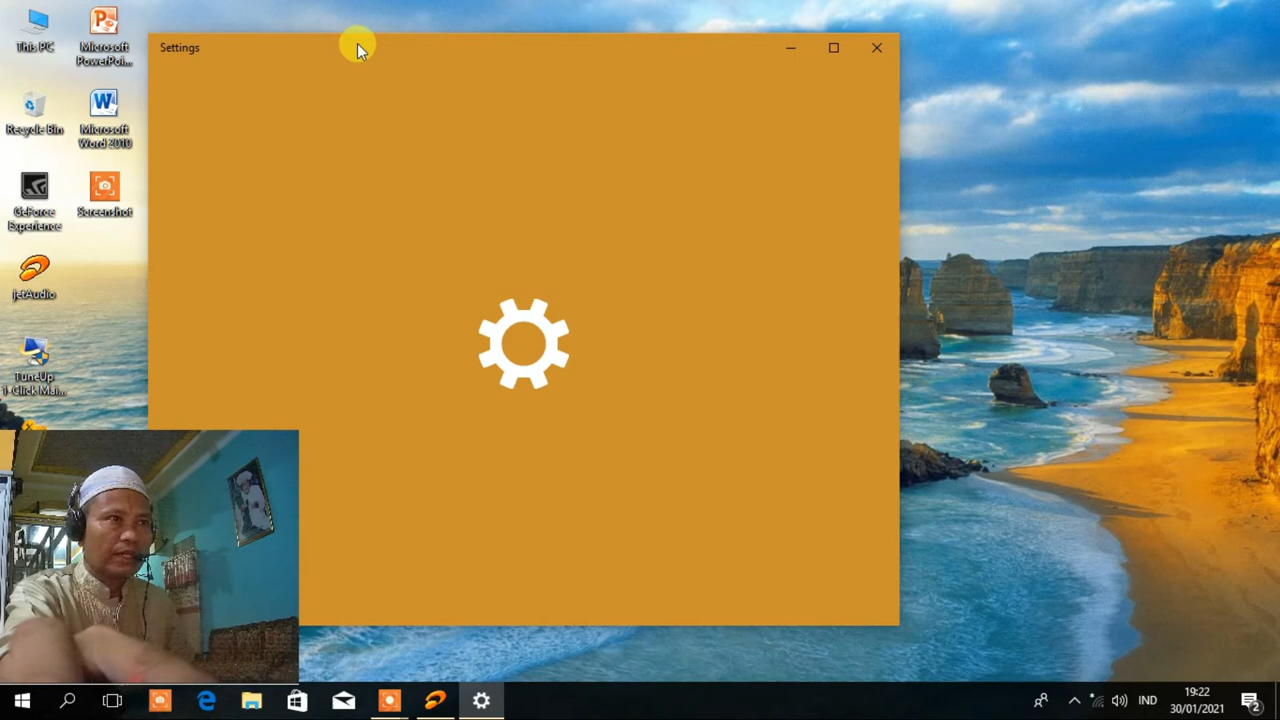 This PC
Microsoft
PowerPoi...
Recycle Bin
Microsoft
Word 2010
GeForce
Experience
Screenshot
jetAudio
TuneUp
1-Click Mai...
Settings
IND
19:22
30/01/2021
2